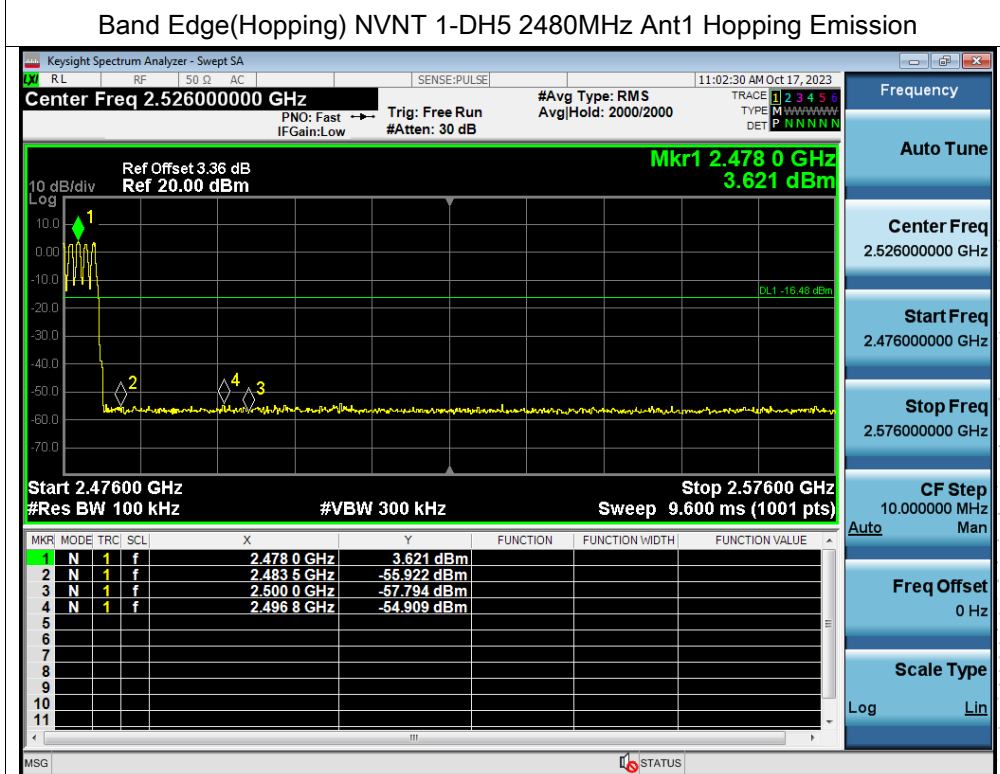 Band Edge(Hopping) NVNT 1-DH5 2480MHz Ant1 Hopping Emission
Keysight Spectrum Analyzer - Swept SA
LXI RL RF 50 Ω AC SENSE:PULSE 11:02:30 AM Oct 17, 2023
Center Freq 2.526000000 GHz #Avg Type: RMS TRACE 1 2 3 4 5 6
PNO: Fast Trig: Free Run Avg|Hold: 2000/2000 TYPE M WWWWW
IFGain:Low #Atten: 30 dB DET P N N N N N
Mkr1 2.478 0 GHz
3.621 dBm
Ref Offset 3.36 dB
10 dB/div Ref 20.00 dBm
Log
10.0
0.00
-10.0
-20.0
-30.0
-40.0
-50.0
-60.0
-70.0
1
DL1 -16.48 dBm
2
4
3
Start 2.47600 GHz Stop 2.57600 GHz
#Res BW 100 kHz #VBW 300 kHz Sweep 9.600 ms (1001 pts)
MKR MODE TRC SCL X Y FUNCTION FUNCTION WIDTH FUNCTION VALUE
1 N 1 f 2.478 0 GHz 3.621 dBm
2 N 1 f 2.483 5 GHz -55.922 dBm
3 N 1 f 2.500 0 GHz -57.794 dBm
4 N 1 f 2.496 8 GHz -54.909 dBm
5
6
7
8
9
10
11
MSG STATUS
Frequency
Auto Tune
Center Freq
2.526000000 GHz
Start Freq
2.476000000 GHz
Stop Freq
2.576000000 GHz
CF Step
10.000000 MHz
Auto Man
Freq Offset
0 Hz
Scale Type
Log Lin